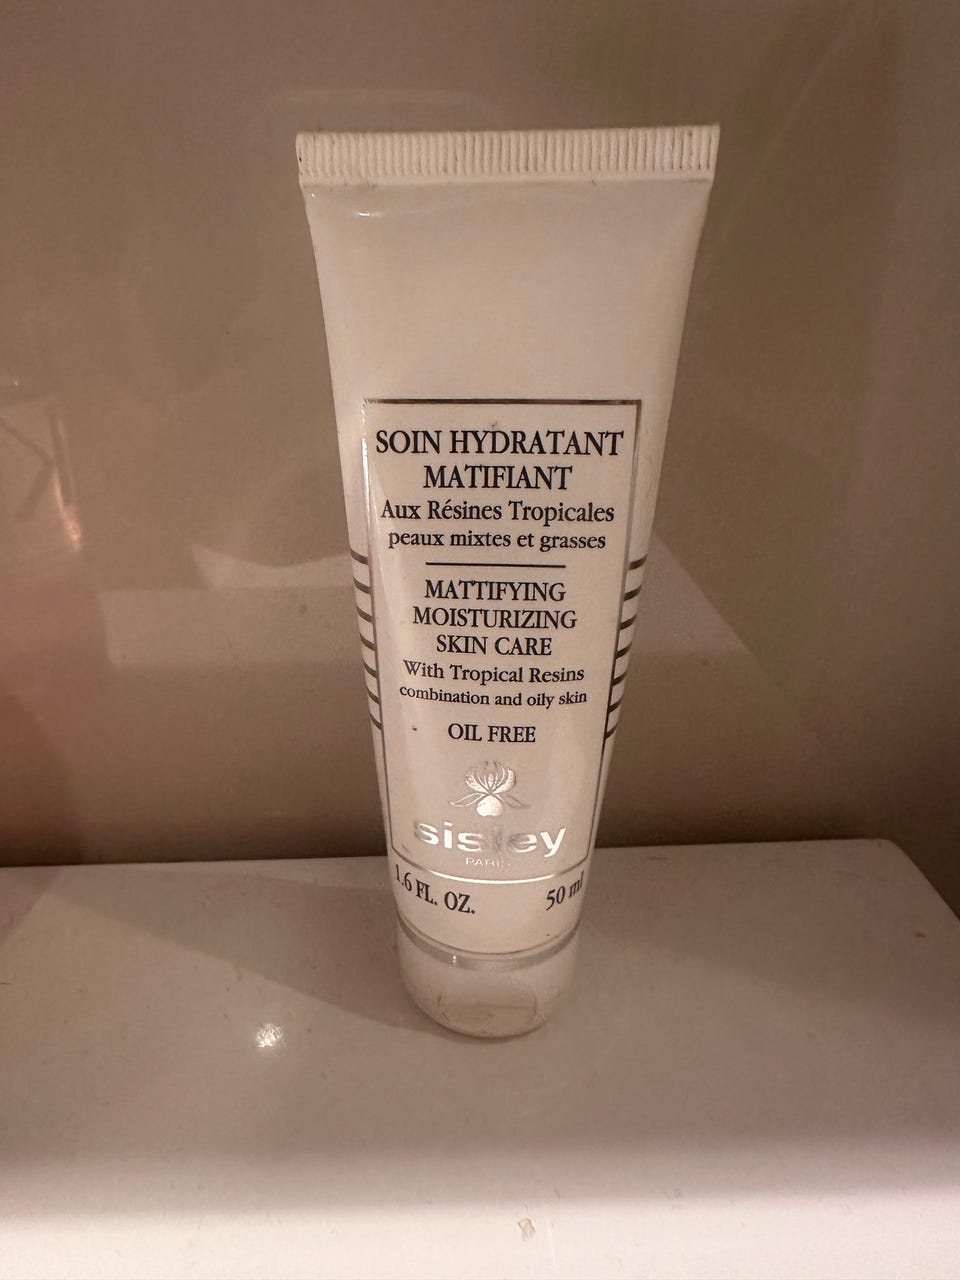 SOIN HYDRATANT
MATIFIANT
Aux Résines Tropicales
peaux mixtes et grasses
MATTIFYING
MOISTURIZING
SKIN CARE
With Tropical Resins
combination and oily skin
OIL FREE
sisley
PARIS
1.6 FL. OZ. 50 ml